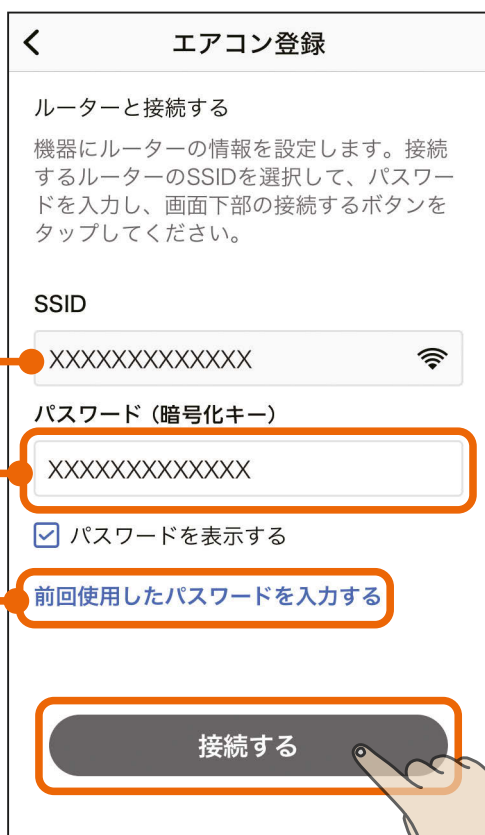 エアコン登録
ルーターと接続する
機器にルーターの情報を設定します。接続
するルーターのSSIDを選択して、パスワー
ドを入力し、画面下部の接続するボタンを
タップしてください。
SSID
XXXXXXXXXXXXX
パスワード（暗号化キー）
XXXXXXXXXXXXX
パスワードを表示する
前回使用したパスワードを入力する
接続する